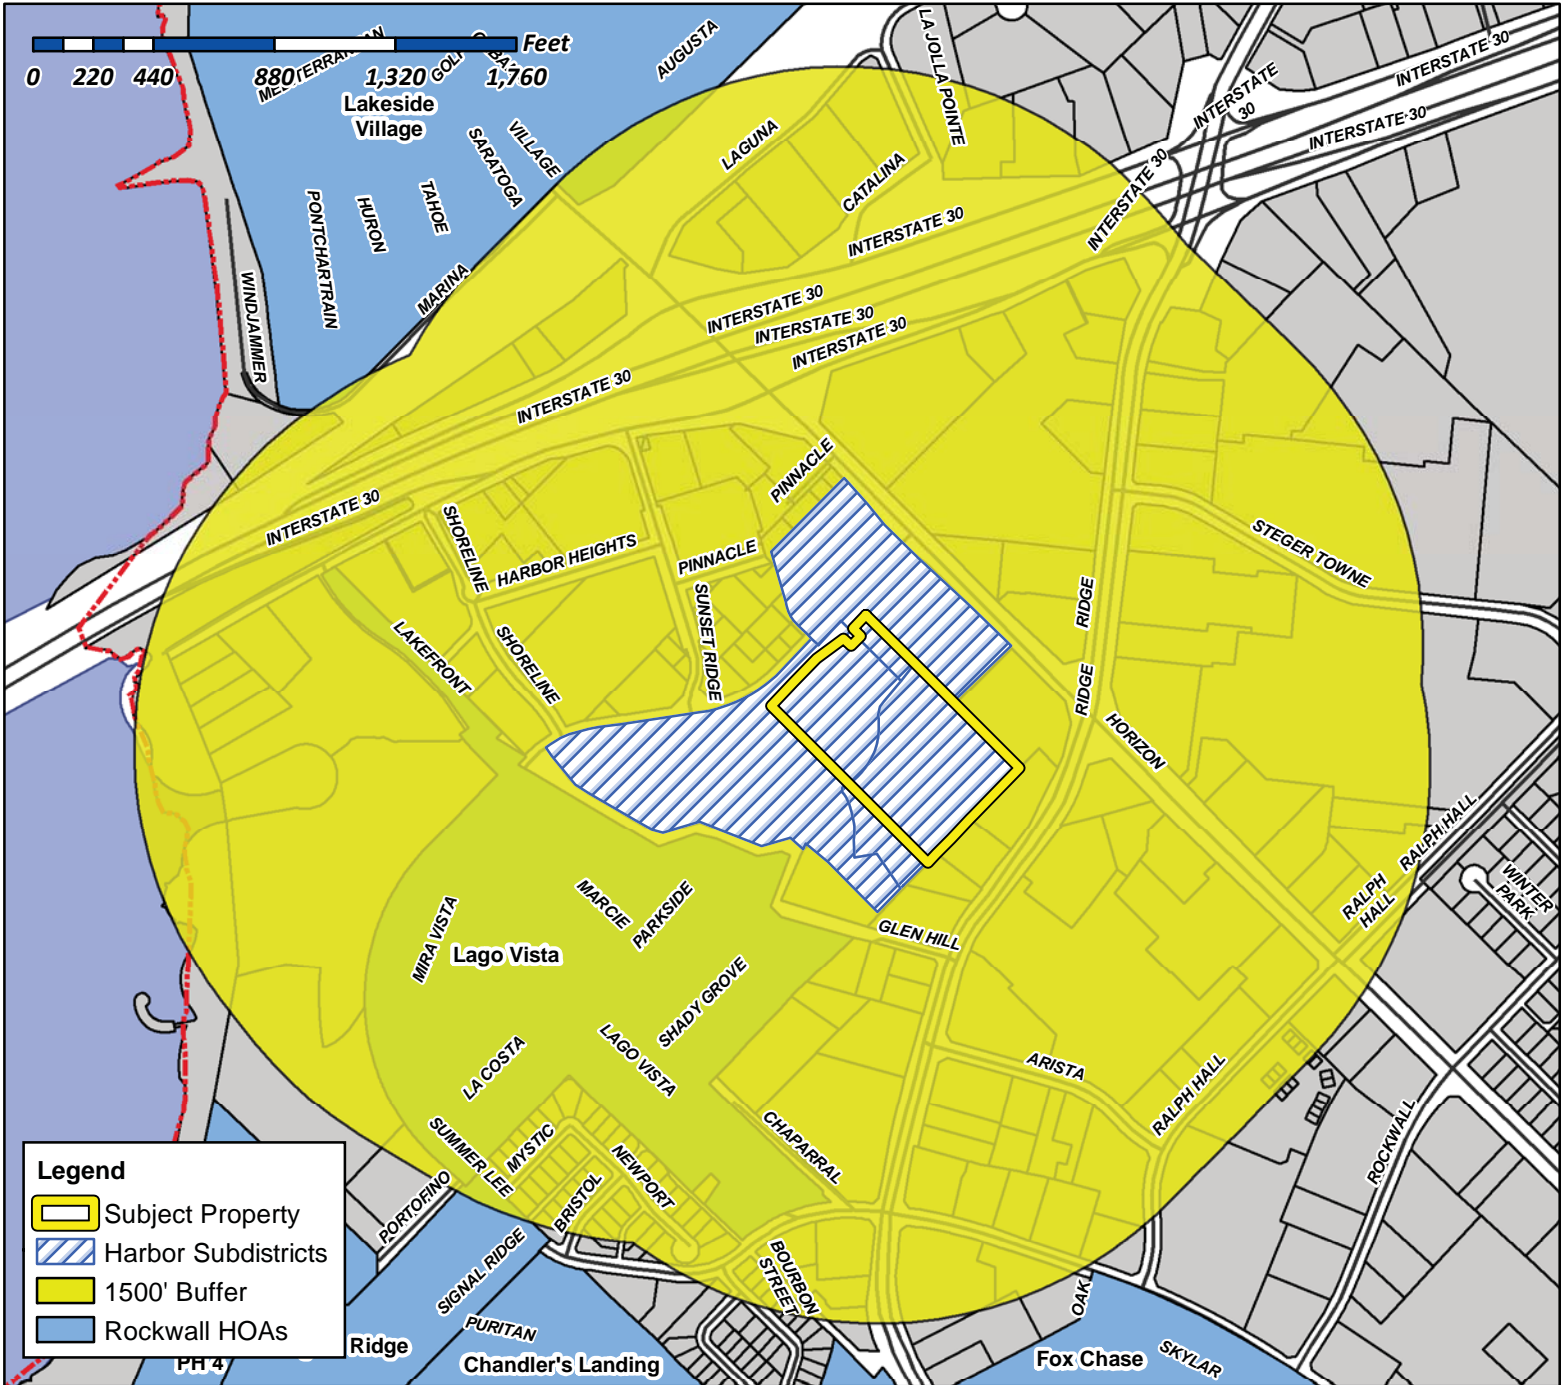 Feet
0 220 440 880 1,320 1,760
GOLF
AUGUSTA
LA JOLLA POINTE
Lakeside
Village
VILLAGE
SARATOGA
TAHOE
HURON
PONTCHARTRAIN
MARINA
WINDJAMMER
LAGUNA
CATALINA
INTERSTATE 30
INTERSTATE 30
INTERSTATE
30
INTERSTATE 30
INTERSTATE 30
INTERSTATE 30
INTERSTATE 30
INTERSTATE 30
INTERSTATE 30
INTERSTATE 30
PINNACLE
PINNACLE
SHORELINE
HARBOR HEIGHTS
SUNSET RIDGE
LAKEFRONT
SHORELINE
STEGER TOWNE
RIDGE
RIDGE
HORIZON
RALPH HALL
RALPH
HALL
WINTER
PARK
MARCIE
PARKSIDE
MIRA VISTA
Lago Vista
GLEN HILL
SHADY GROVE
LAGO VISTA
LA COSTA
ARISTA
RALPH HALL
ROCKWALL
CHAPARRAL
SUMMER LEE
MYSTIC
NEWPORT
BRISTOL
PORTOFINO
SIGNAL RIDGE
BOURBON
STREET
OAK
PURITAN
Chandler's Landing
Fox Chase
SKYLAR
Ridge
PH 4
Legend
Subject Property
Harbor Subdistricts
1500' Buffer
Rockwall HOAs